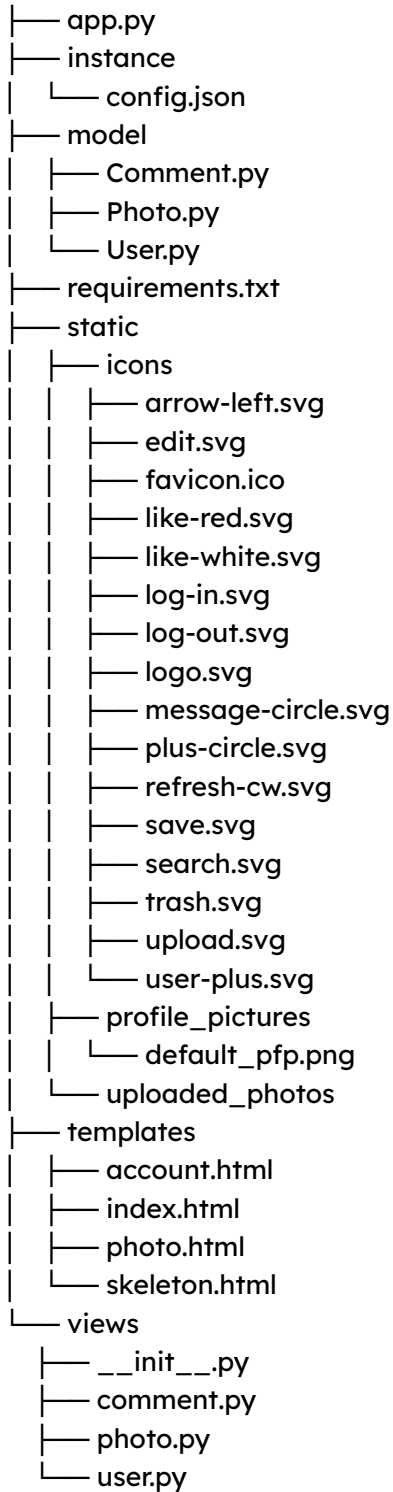 ├── app.py
├── instance
│   └── config.json
├── model
│   ├── Comment.py
│   ├── Photo.py
│   └── User.py
├── requirements.txt
├── static
│   ├── icons
│   │   ├── arrow-left.svg
│   │   ├── edit.svg
│   │   ├── favicon.ico
│   │   ├── like-red.svg
│   │   ├── like-white.svg
│   │   ├── log-in.svg
│   │   ├── log-out.svg
│   │   ├── logo.svg
│   │   ├── message-circle.svg
│   │   ├── plus-circle.svg
│   │   ├── refresh-cw.svg
│   │   ├── save.svg
│   │   ├── search.svg
│   │   ├── trash.svg
│   │   ├── upload.svg
│   │   └── user-plus.svg
│   ├── profile_pictures
│   │   └── default_pfp.png
│   └── uploaded_photos
├── templates
│   ├── account.html
│   ├── index.html
│   ├── photo.html
│   └── skeleton.html
└── views
    ├── __init__.py
    ├── comment.py
    ├── photo.py
    └── user.py